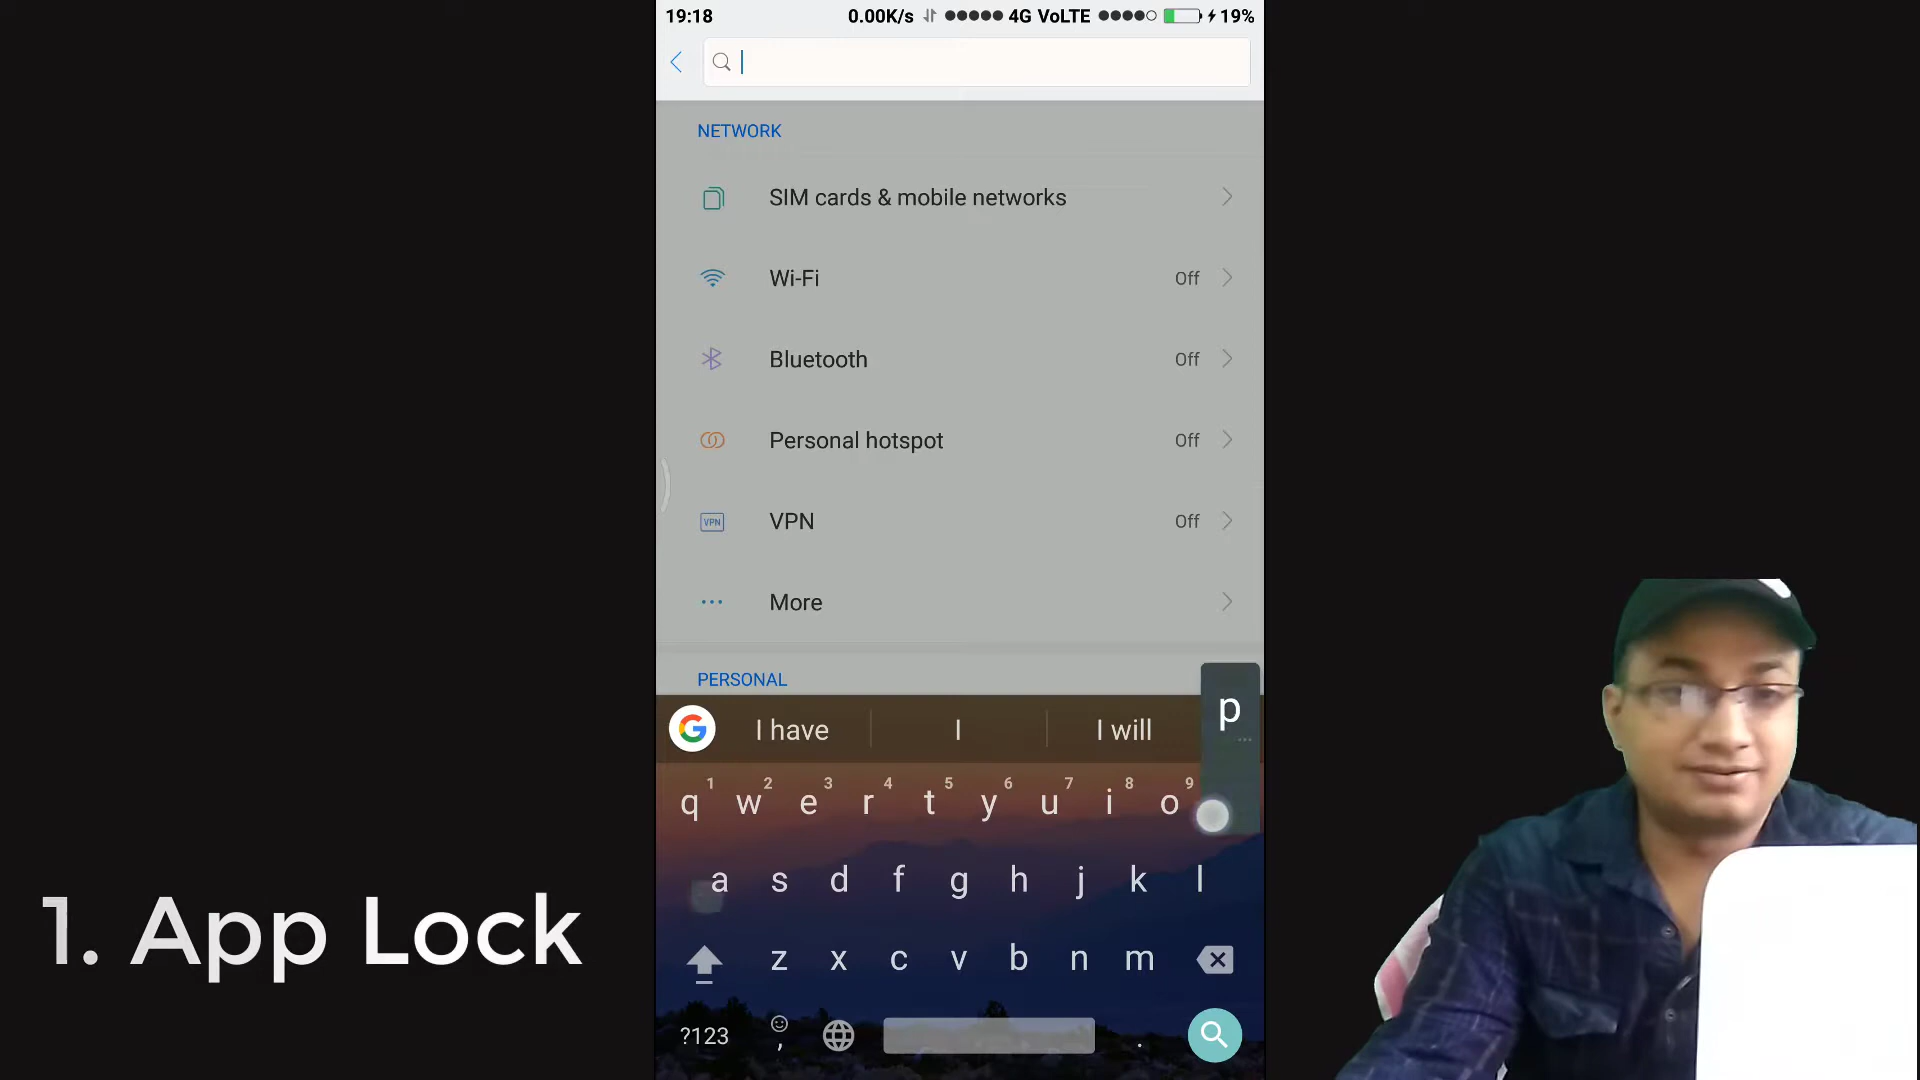 19:18 0.00K/s 4G VoLTE 19%
NETWORK
SIM cards & mobile networks
Wi-Fi Off
Bluetooth Off
Personal hotspot Off
VPN VPN Off
More
PERSONAL
p
G I have I I will
1 2 3 4 5 6 7 8 9
q w e r t y u i o
a s d f g h j k l
z x c v b n m
?123 , .
1. App Lock